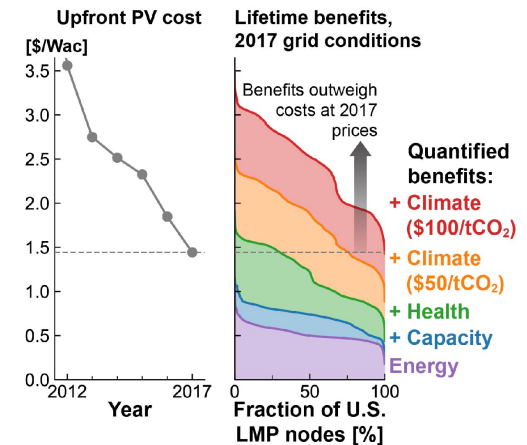 Upfront PV cost
[$/Wac]
3.5
3.0
2.5
2.0
1.5
1.0
0.5
0.0
2012 2017
Year
Lifetime benefits,
2017 grid conditions
Benefits outweigh
costs at 2017
prices
Quantified
benefits:
+ Climate
($100/tCO₂)
+ Climate
($50/tCO₂)
+ Health
+ Capacity
Energy
0 50 100
Fraction of U.S.
LMP nodes [%]